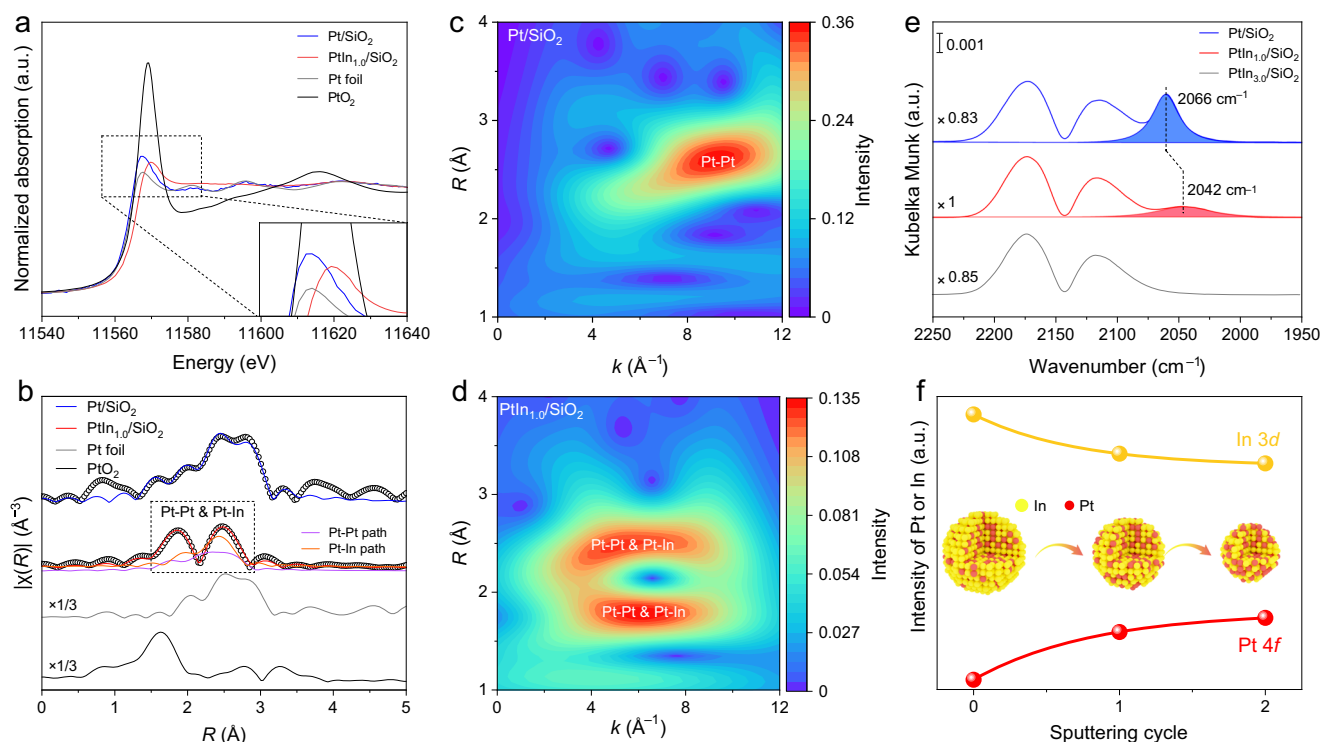 a
Normalized absorption (a.u.)
Pt/SiO₂
PtIn₁.₀/SiO₂
Pt foil
PtO₂
11540 11560 11580 11600 11620 11640
Energy (eV)
b
|χ(R)| (Å⁻³)
Pt/SiO₂
PtIn₁.₀/SiO₂
Pt foil
PtO₂
Pt-Pt & Pt-In
Pt-Pt path
Pt-In path
×1/3
×1/3
0 1 2 3 4 5
R (Å)
c
Pt/SiO₂
Pt-Pt
R (Å)
4
3
2
1
0 4 8 12
k (Å⁻¹)
0.36
0.24
0.12
0
Intensity
d
PtIn₁.₀/SiO₂
Pt-Pt & Pt-In
Pt-Pt & Pt-In
R (Å)
4
3
2
1
0 4 8 12
k (Å⁻¹)
0.135
0.108
0.081
0.054
0.027
0
Intensity
e
Kubelka Munk (a.u.)
0.001
Pt/SiO₂
PtIn₁.₀/SiO₂
PtIn₃.₀/SiO₂
2066 cm⁻¹
× 0.83
2042 cm⁻¹
× 1
× 0.85
2250 2200 2150 2100 2050 2000 1950
Wavenumber (cm⁻¹)
f
Intensity of Pt or In (a.u.)
In 3d
In
Pt
Pt 4f
0 1 2
Sputtering cycle